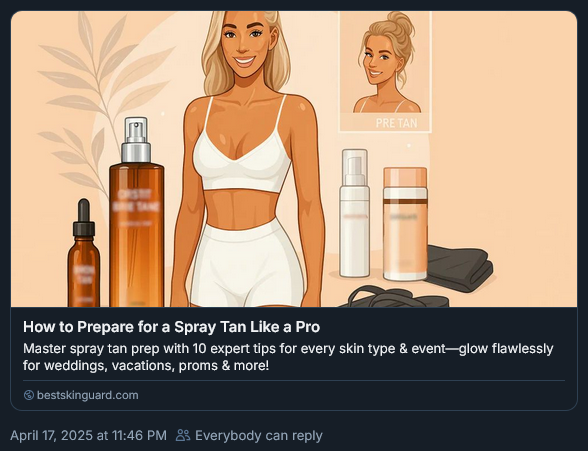 PRE TAN
How to Prepare for a Spray Tan Like a Pro
Master spray tan prep with 10 expert tips for every skin type & event—glow flawlessly
for weddings, vacations, proms & more!
bestskinguard.com
April 17, 2025 at 11:46 PM Everybody can reply